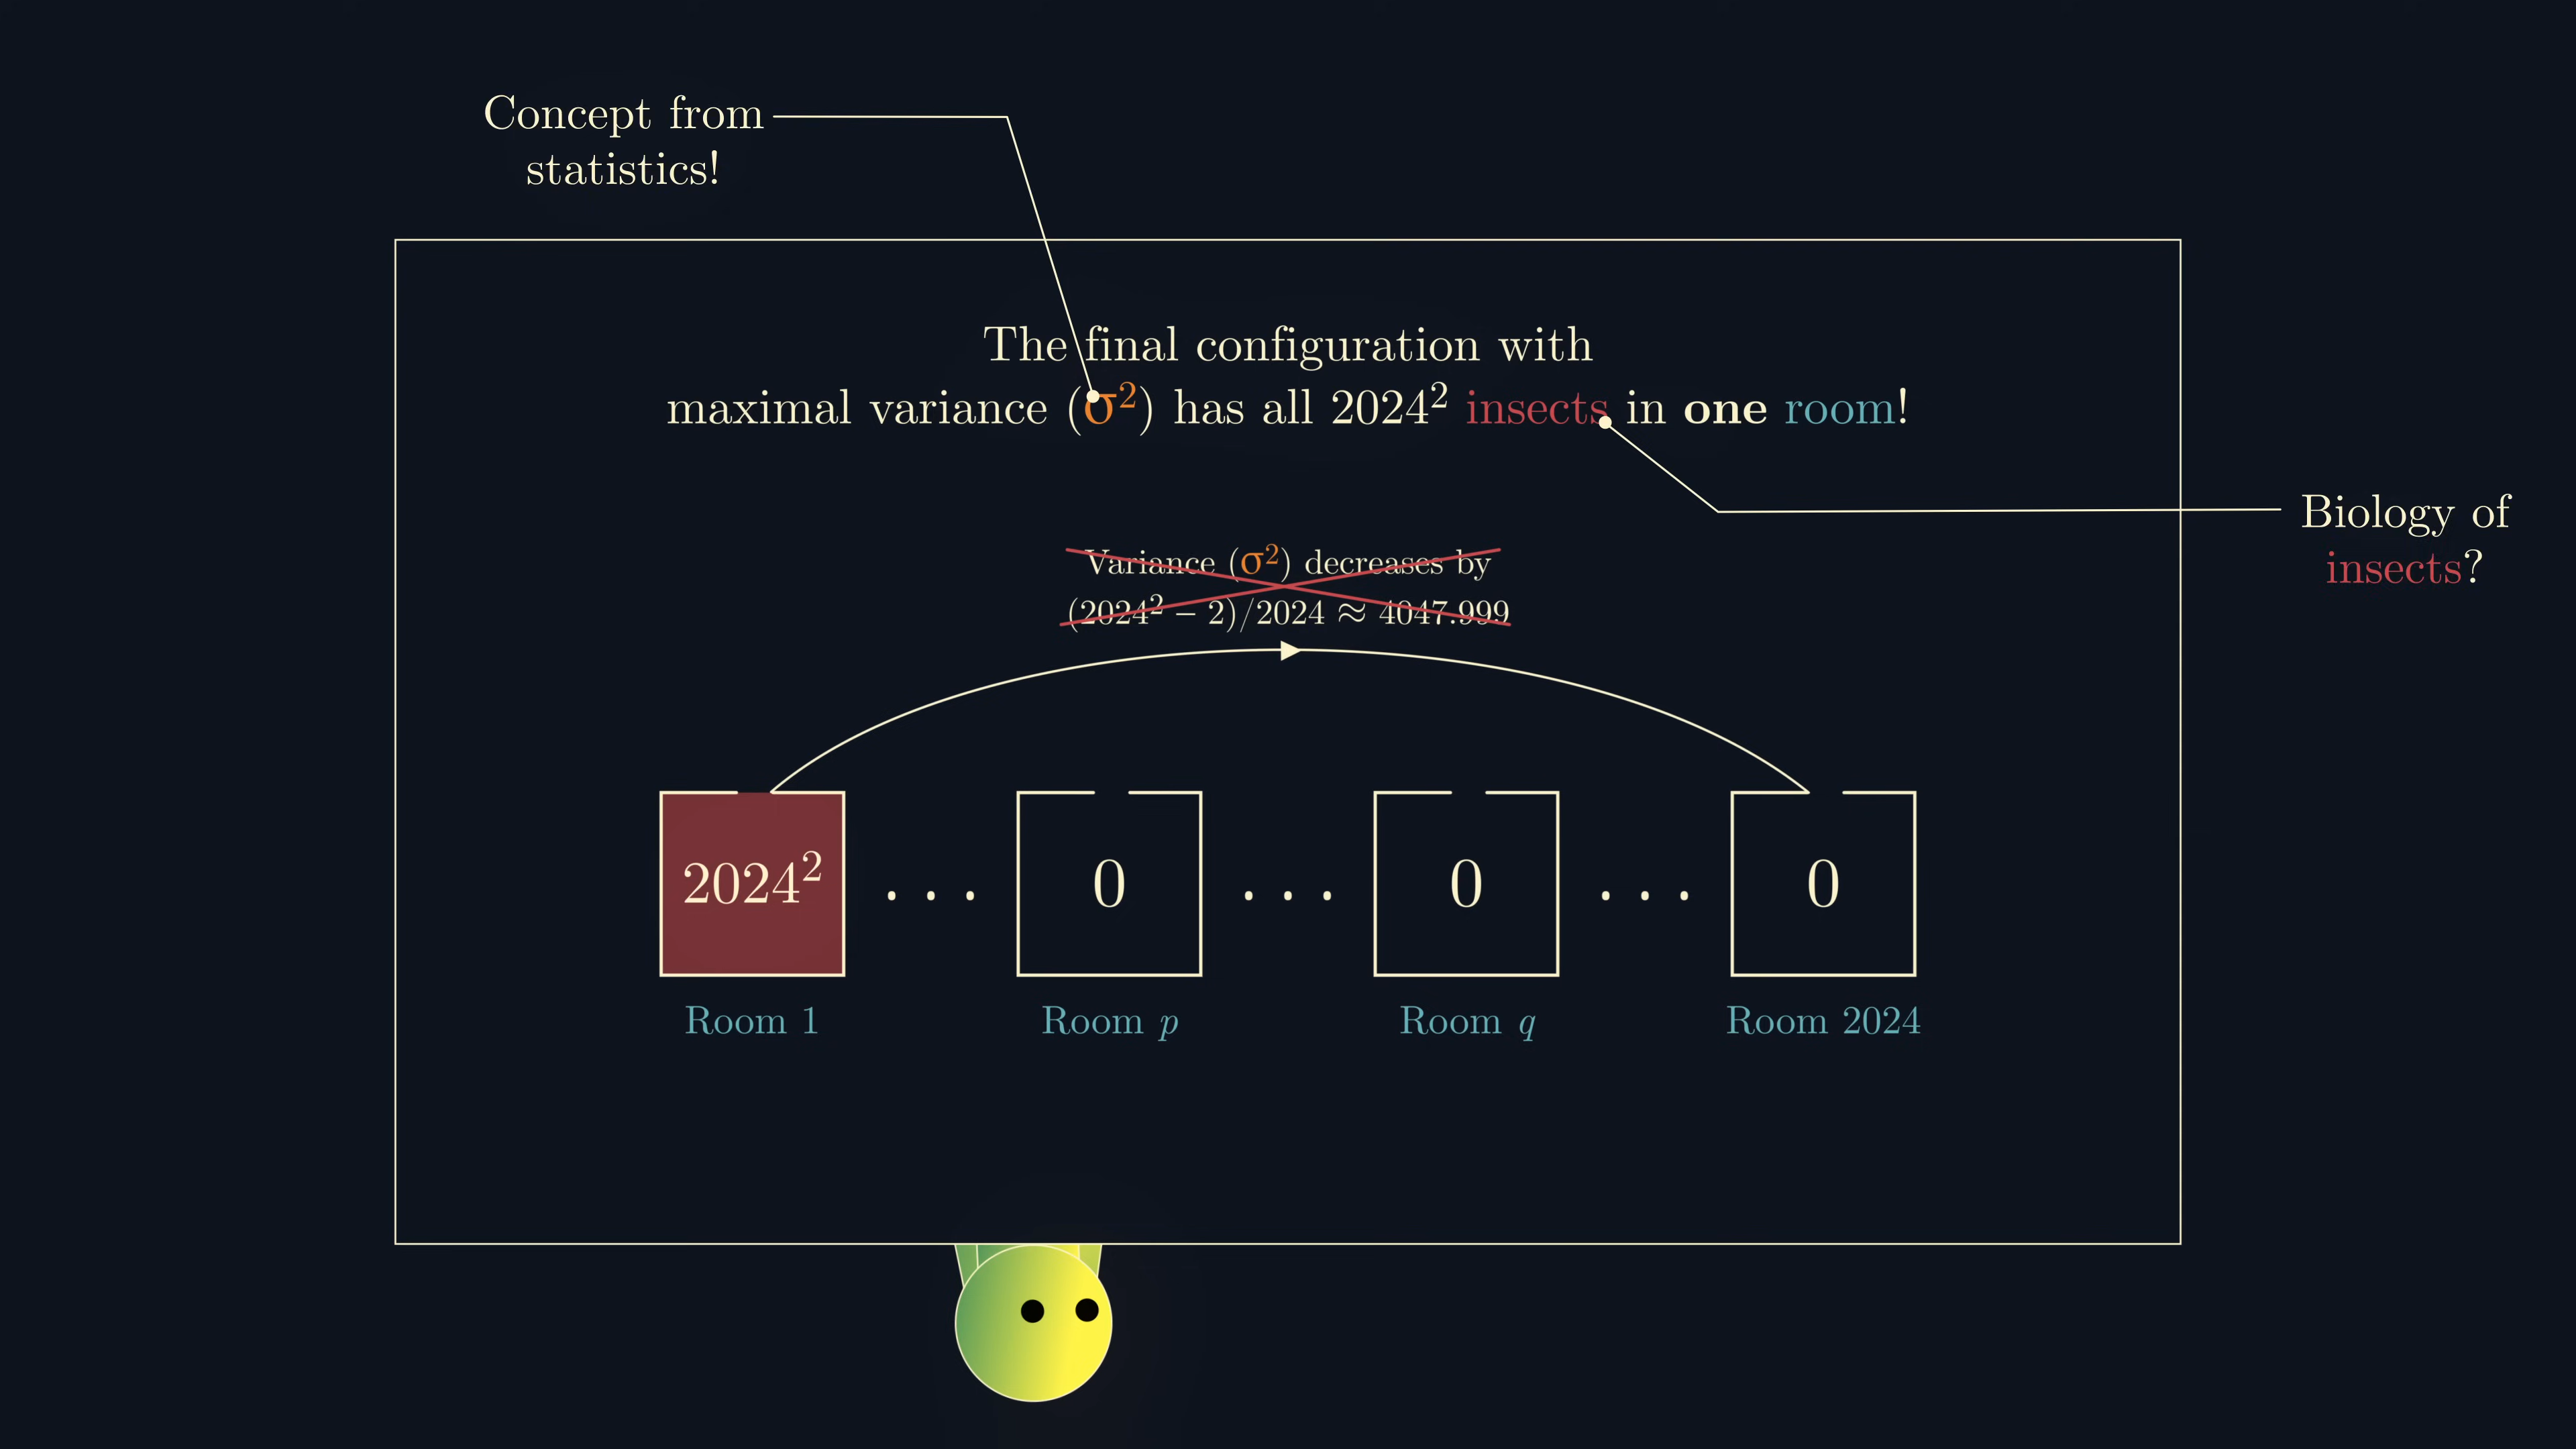 Concept from
statistics!
The final configuration with
maximal variance (σ²) has all 2024² insects in one room!
Biology of
insects?
Variance (σ²) decreases by
(2024² − 2)/2024 ≈ 4047.999
2024² ... 0 ... 0 ... 0
Room 1 Room p Room q Room 2024